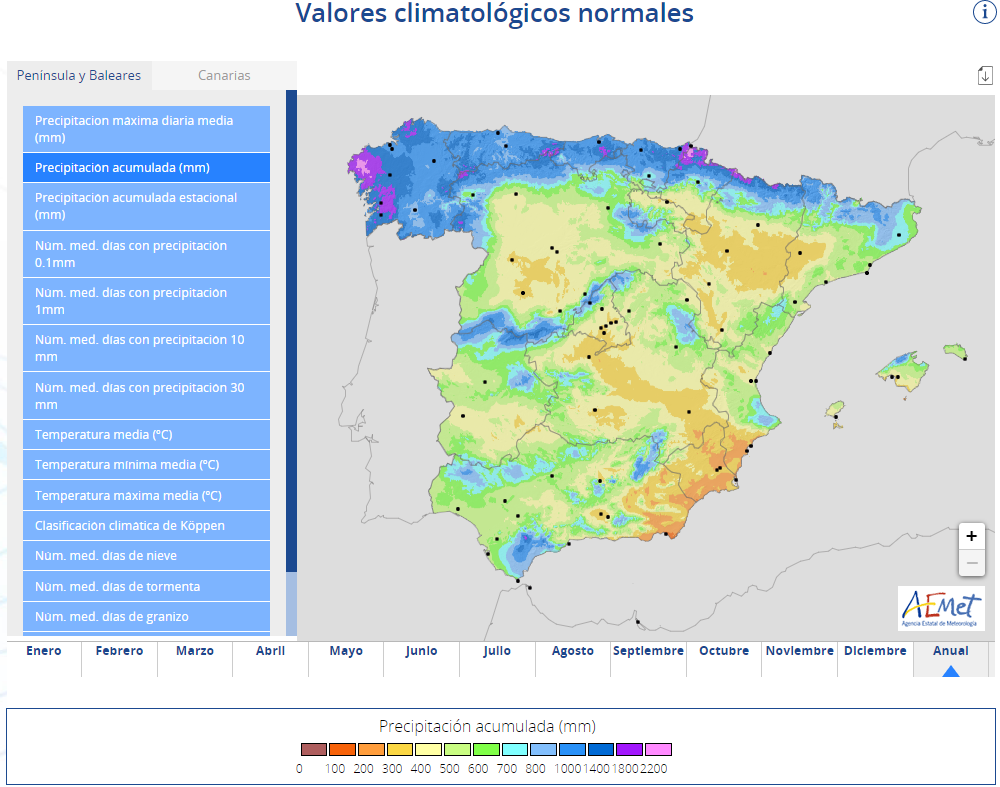 Valores climatológicos normales
i
Península y Baleares
Canarias
Precipitacion máxima diaria media
(mm)
Precipitación acumulada (mm)
Precipitación acumulada estacional
(mm)
Núm. med. días con precipitación
0.1mm
Núm. med. días con precipitación
1mm
Núm. med. días con precipitación 10
mm
Núm. med. días con precipitación 30
mm
Temperatura media (ºC)
Temperatura mínima media (ºC)
Temperatura máxima media (ºC)
Clasificación climática de Köppen
Núm. med. días de nieve
Núm. med. días de tormenta
Núm. med. días de granizo
+
−
AEMet
Agencia Estatal de Meteorología
Enero Febrero Marzo Abril Mayo Junio Julio Agosto Septiembre Octubre Noviembre Diciembre Anual
Precipitación acumulada (mm)
0 100 200 300 400 500 600 700 800 1000 1400 1800 2200